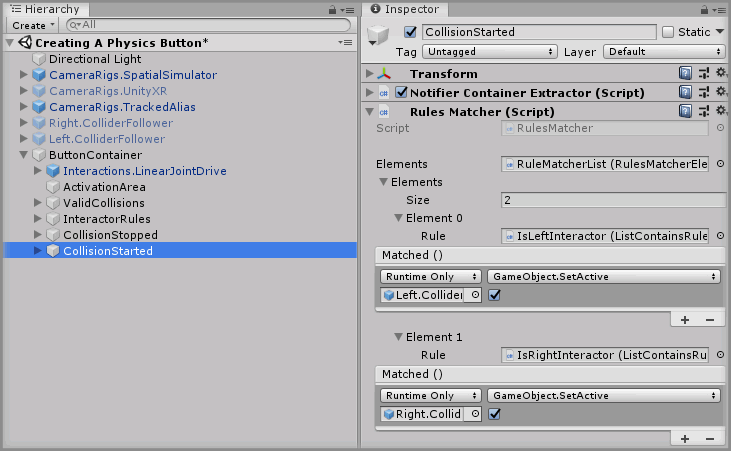 Hierarchy
Create
All
Creating A Physics Button*
Directional Light
CameraRigs.SpatialSimulator
CameraRigs.UnityXR
CameraRigs.TrackedAlias
Right.ColliderFollower
Left.ColliderFollower
ButtonContainer
Interactions.LinearJointDrive
ActivationArea
ValidCollisions
InteractorRules
CollisionStopped
CollisionStarted
Inspector
CollisionStarted
Static
Tag Untagged Layer Default
Transform
Notifier Container Extractor (Script)
Rules Matcher (Script)
Script RulesMatcher
Elements RuleMatcherList (RulesMatcherEle
Elements
Size 2
Element 0
Rule IsLeftInteractor (ListContainsRule
Matched ()
Runtime Only GameObject.SetActive
Left.Collider
Element 1
Rule IsRightInteractor (ListContainsRu
Matched ()
Runtime Only GameObject.SetActive
Right.Collid